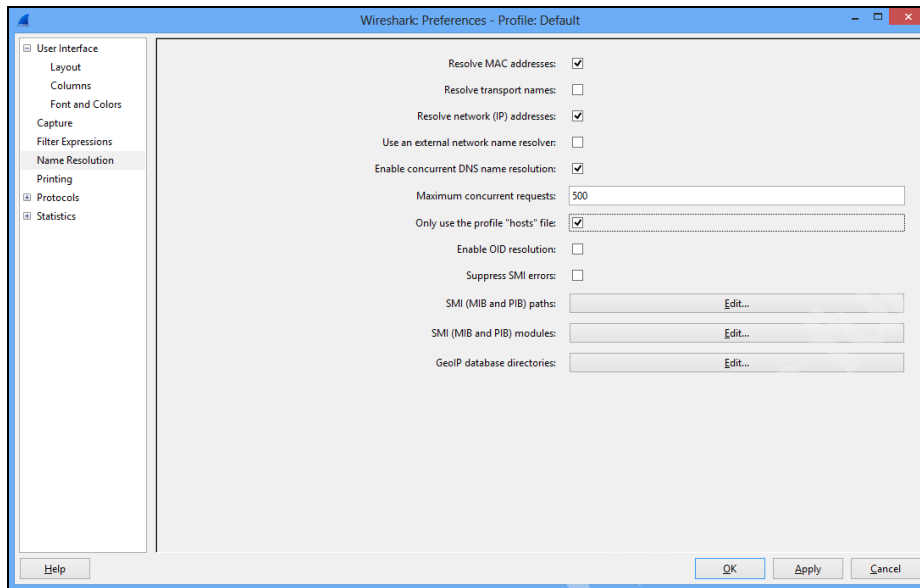 Wireshark: Preferences - Profile: Default
User Interface
Layout
Columns
Font and Colors
Capture
Filter Expressions
Name Resolution
Printing
Protocols
Statistics
Resolve MAC addresses:
Resolve transport names:
Resolve network (IP) addresses:
Use an external network name resolver:
Enable concurrent DNS name resolution:
Maximum concurrent requests: 500
Only use the profile "hosts" file:
Enable OID resolution:
Suppress SMI errors:
SMI (MIB and PIB) paths: Edit...
SMI (MIB and PIB) modules: Edit...
GeoIP database directories: Edit...
Help OK Apply Cancel